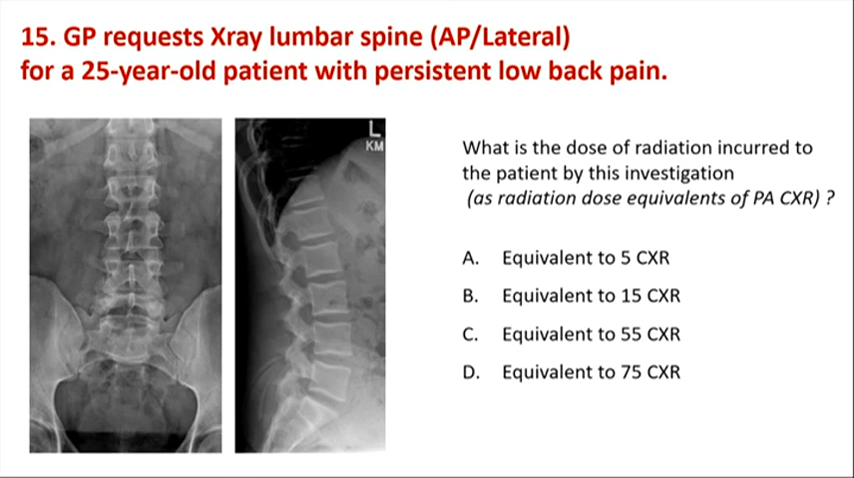 15. GP requests Xray lumbar spine (AP/Lateral)
for a 25-year-old patient with persistent low back pain.
L
KM
What is the dose of radiation incurred to
the patient by this investigation
(as radiation dose equivalents of PA CXR) ?
A. Equivalent to 5 CXR
B. Equivalent to 15 CXR
C. Equivalent to 55 CXR
D. Equivalent to 75 CXR